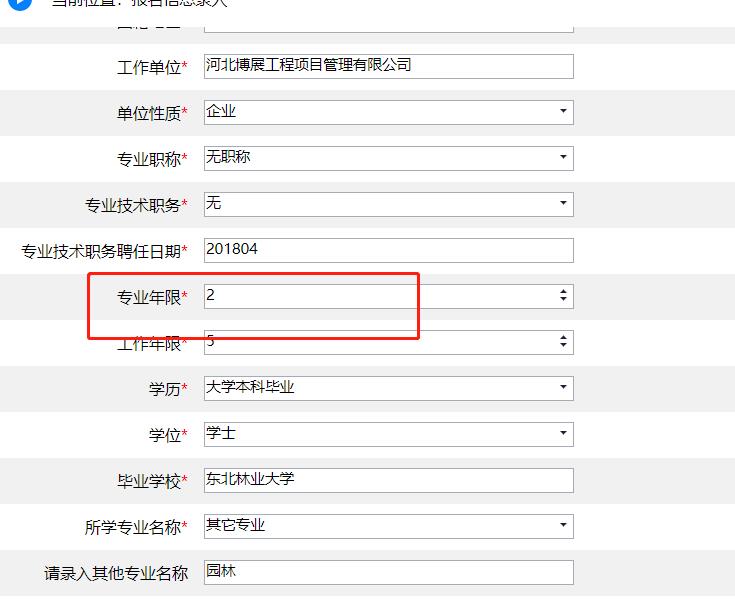 当前位置：报名信息录入
工作单位* 河北博展工程项目管理有限公司
单位性质* 企业
专业职称* 无职称
专业技术职务* 无
专业技术职务聘任日期* 201804
专业年限* 2
工作年限* 5
学历* 大学本科毕业
学位* 学士
毕业学校* 东北林业大学
所学专业名称* 其它专业
请录入其他专业名称 园林